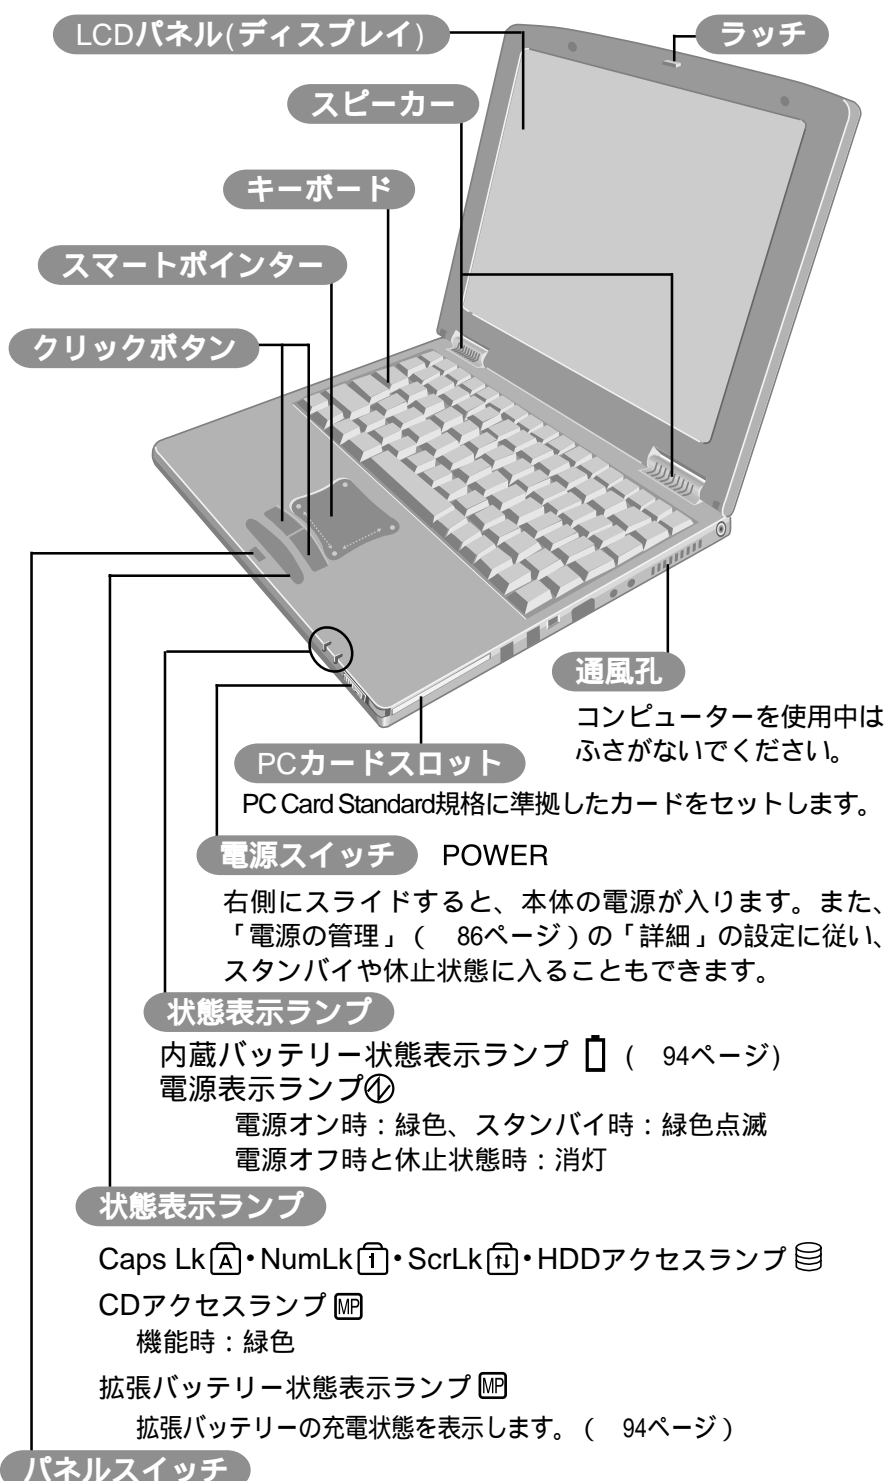 LCDパネル(ディスプレイ)
ラッチ
スピーカー
キーボード
スマートポインター
クリックボタン
通風孔
コンピューターを使用中は
ふさがないでください。
PCカードスロット
PC Card Standard規格に準拠したカードをセットします。
電源スイッチ POWER
右側にスライドすると、本体の電源が入ります。また、
「電源の管理」( 86ページ)の「詳細」の設定に従い、
スタンバイや休止状態に入ることもできます。
状態表示ランプ
内蔵バッテリー状態表示ランプ ( 94ページ)
電源表示ランプ
電源オン時:緑色、スタンバイ時:緑色点滅
電源オフ時と休止状態時:消灯
状態表示ランプ
Caps Lk A・NumLk 1・ScrLk ↑↓・HDDアクセスランプ
CDアクセスランプ MP
機能時:緑色
拡張バッテリー状態表示ランプ MP
拡張バッテリーの充電状態を表示します。( 94ページ)
パネルスイッチ